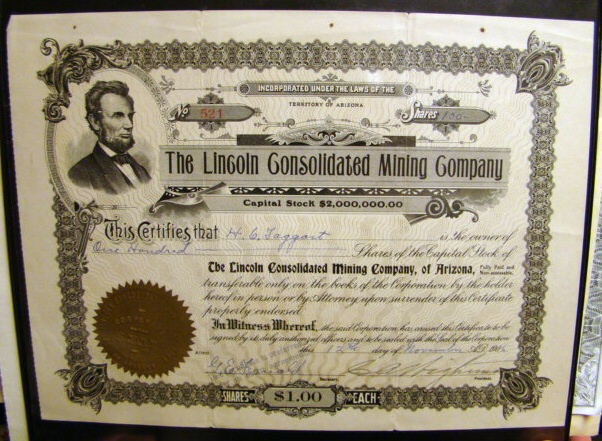 INCORPORATED UNDER THE LAWS OF THE
TERRITORY OF ARIZONA
No 521
Shares 100-
The Lincoln Consolidated Mining Company
Capital Stock $2,000,000.00
This Certifies that H. C. Taggart is the owner of
One Hundred Shares of the Capital Stock of
The Lincoln Consolidated Mining Company, of Arizona, Fully Paid and Non-assessable,
transferable only on the books of the Corporation by the holder
hereof in person or by Attorney upon surrender of this Certificate
properly endorsed
In Witness Whereof, the said Corporation has caused this Certificate to be
signed by its duly authorized officers and to be sealed with the Seal of the Corporation
this 12th day of November A.D.
SHARES $1.00 EACH